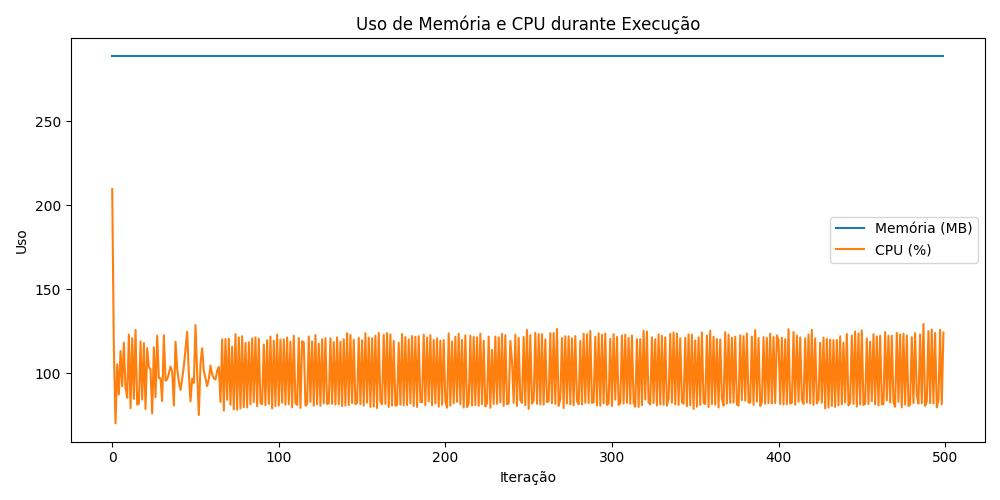 Uso de Memória e CPU durante Execução
250
200
150
100
Uso
Memória (MB)
CPU (%)
0
100
200
300
400
500
Iteração